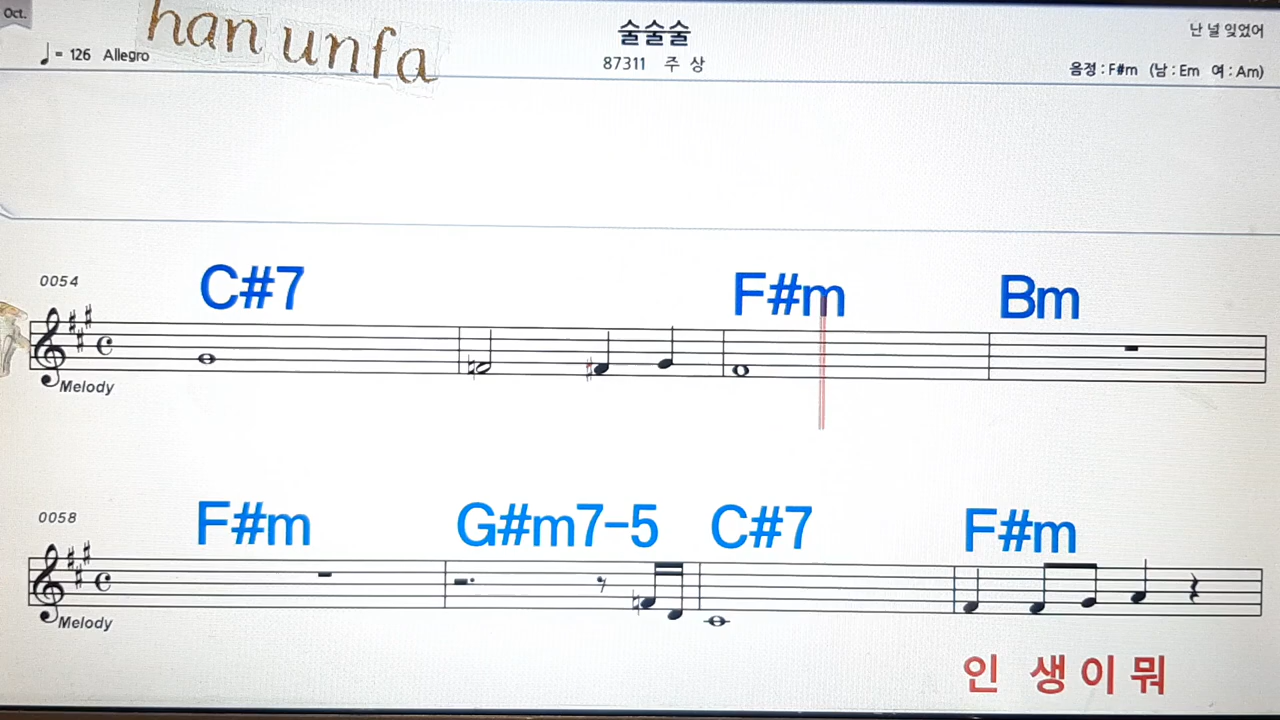 Oct.
han unfa
♩= 126 Allegro
술술술
87311 주 상
난 널 잊었어
음정 : F#m (남 : Em 여 : Am)
0054
C#7 F#m Bm
Melody
0058
F#m G#m7-5 C#7 F#m
Melody
인 생 이 뭐